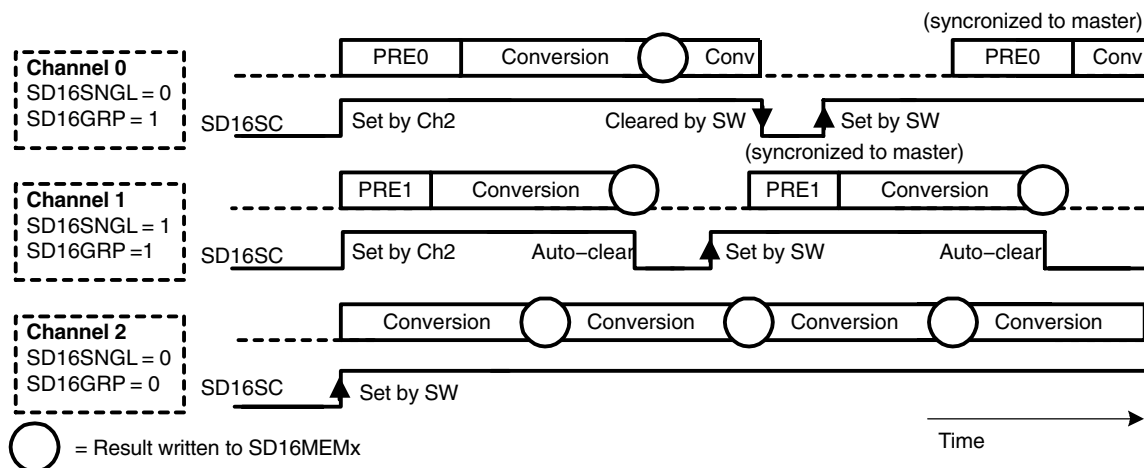 (syncronized to master)
Channel 0
SD16SNGL = 0
SD16GRP = 1
PRE0 Conversion Conv PRE0 Conv
SD16SC Set by Ch2 Cleared by SW Set by SW
(syncronized to master)
Channel 1
SD16SNGL = 1
SD16GRP =1
PRE1 Conversion PRE1 Conversion
SD16SC Set by Ch2 Auto−clear Set by SW Auto−clear
Channel 2
SD16SNGL = 0
SD16GRP = 0
Conversion Conversion Conversion Conversion
SD16SC Set by SW
= Result written to SD16MEMx
Time